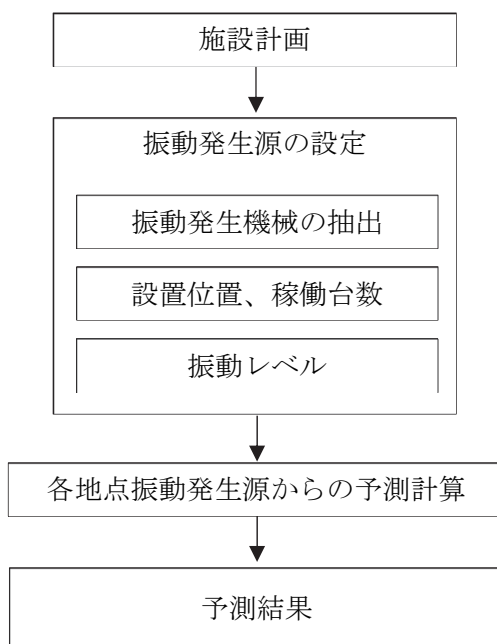 施設計画
振動発生源の設定
振動発生機械の抽出
設置位置、稼働台数
振動レベル
各地点振動発生源からの予測計算
予測結果